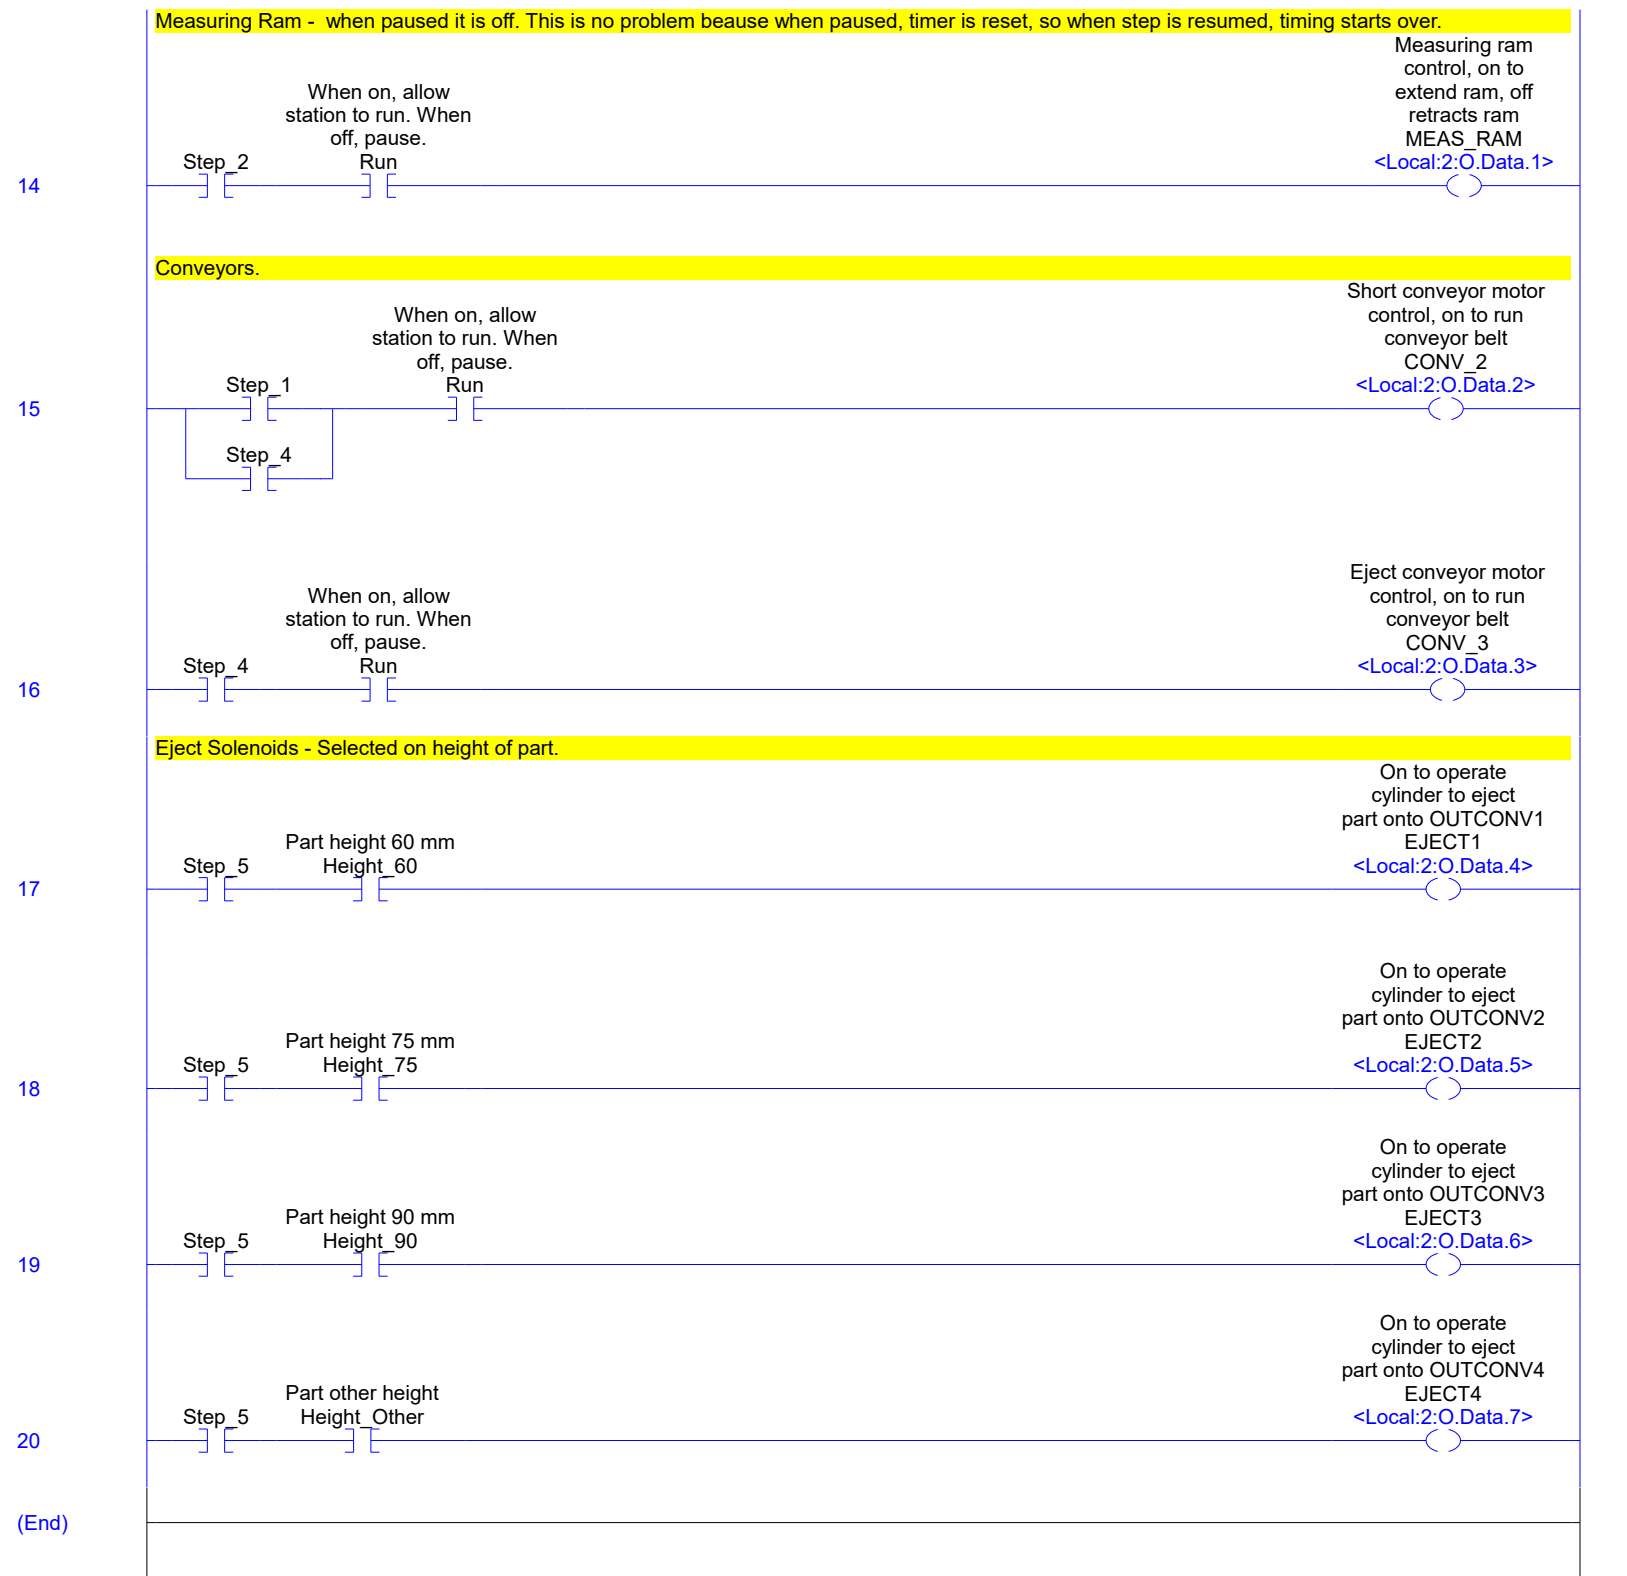 Measuring Ram -  when paused it is off. This is no problem beause when paused, timer is reset, so when step is resumed, timing starts over.
Measuring ram
control, on to
extend ram, off
retracts ram
MEAS_RAM
<Local:2:O.Data.1>
When on, allow
station to run. When
off, pause.
Run
Step_2
14
Conveyors.
Short conveyor motor
control, on to run
conveyor belt
CONV_2
<Local:2:O.Data.2>
When on, allow
station to run. When
off, pause.
Run
Step_1
15
Step_4
Eject conveyor motor
control, on to run
conveyor belt
CONV_3
<Local:2:O.Data.3>
When on, allow
station to run. When
off, pause.
Run
Step_4
16
Eject Solenoids - Selected on height of part.
On to operate
cylinder to eject
part onto OUTCONV1
EJECT1
<Local:2:O.Data.4>
Part height 60 mm
Height_60
Step_5
17
On to operate
cylinder to eject
part onto OUTCONV2
EJECT2
<Local:2:O.Data.5>
Part height 75 mm
Height_75
Step_5
18
On to operate
cylinder to eject
part onto OUTCONV3
EJECT3
<Local:2:O.Data.6>
Part height 90 mm
Height_90
Step_5
19
On to operate
cylinder to eject
part onto OUTCONV4
EJECT4
<Local:2:O.Data.7>
Part other height
Height_Other
Step_5
20
(End)